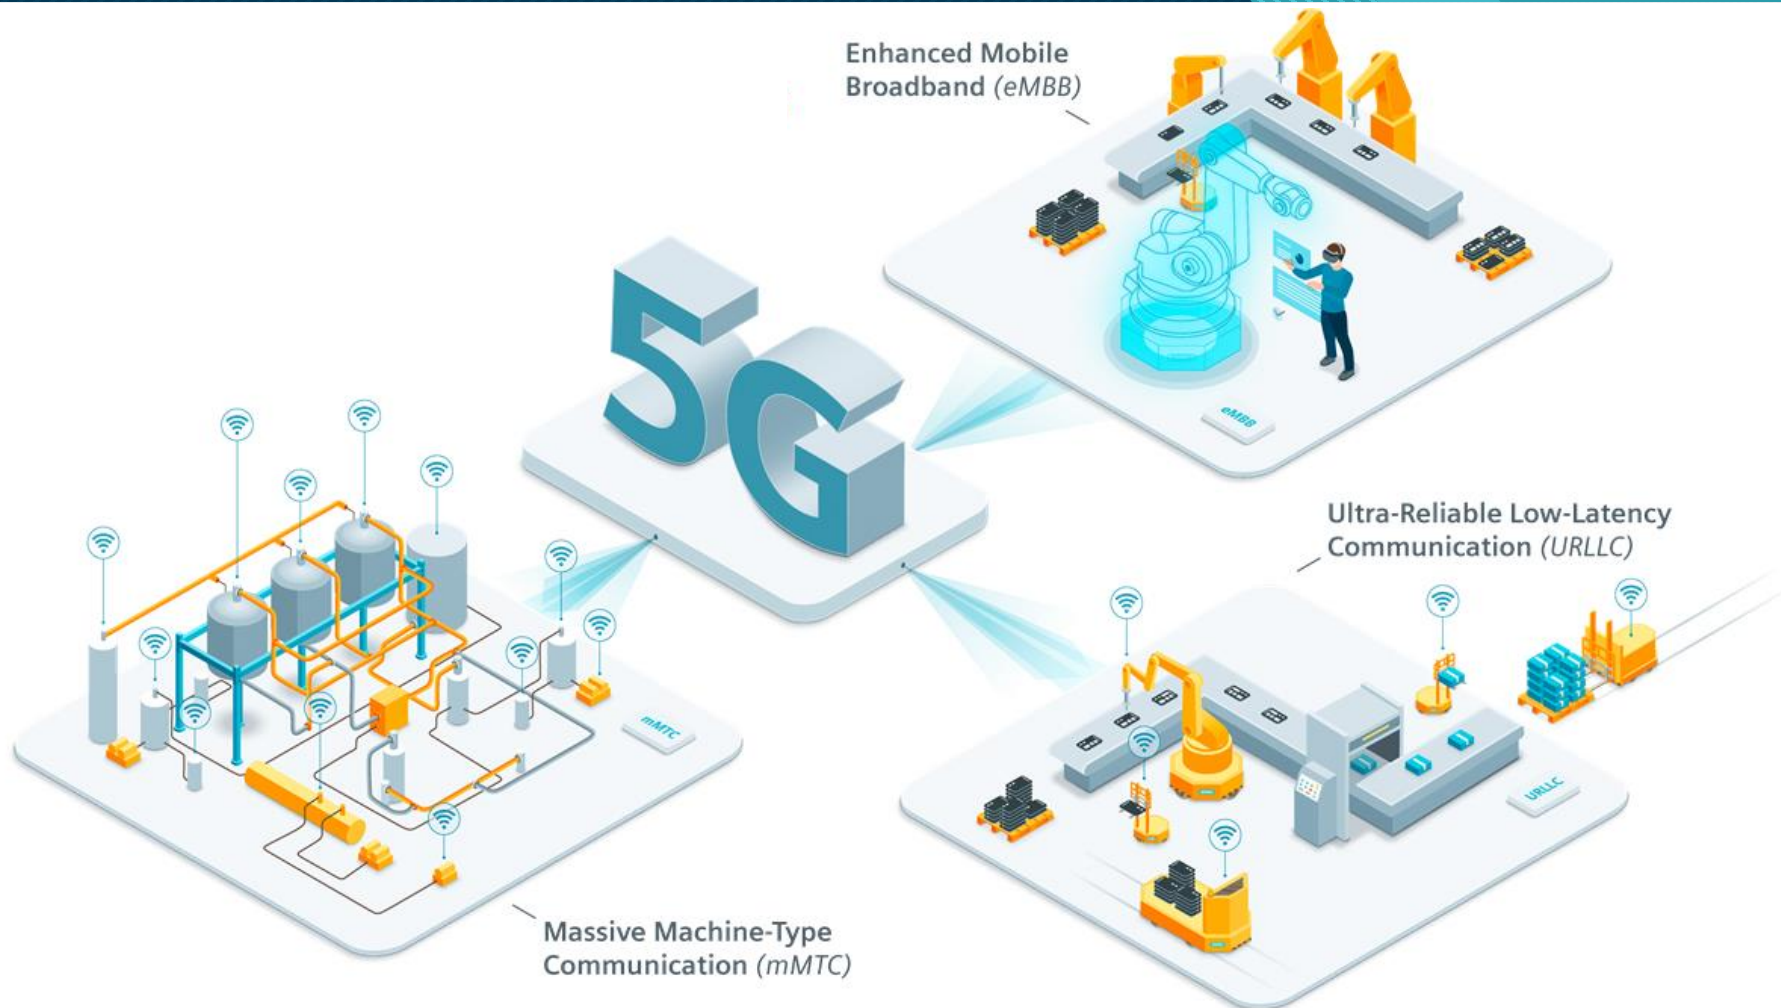 Enhanced Mobile
Broadband (eMBB)
5G
eMBB
Ultra-Reliable Low-Latency
Communication (URLLC)
mMTC
URLLC
Massive Machine-Type
Communication (mMTC)